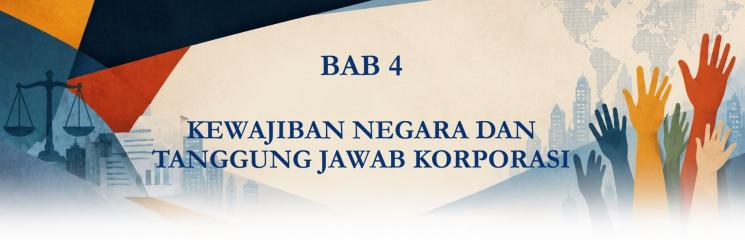 BAB 4
KEWAJIBAN NEGARA DAN
TANGGUNG JAWAB KORPORASI